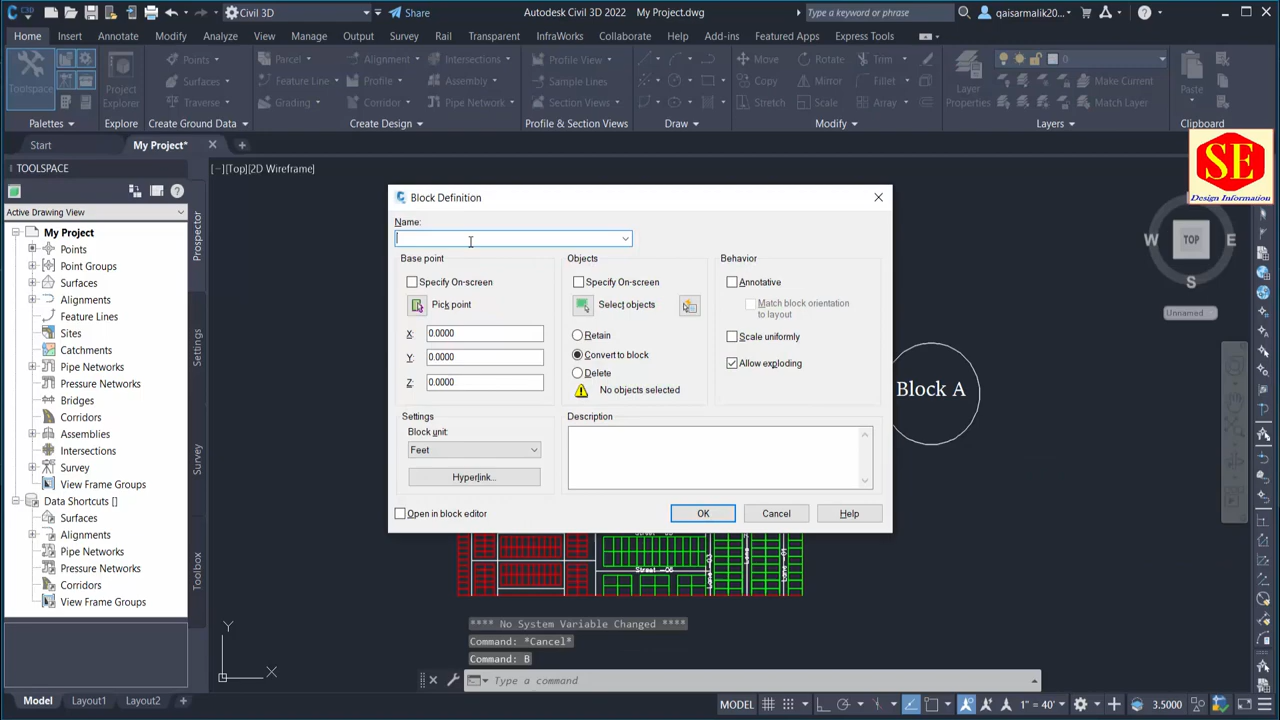 Civil 3D
Share
Autodesk Civil 3D 2022 My Project.dwg
Type a keyword or phrase
qaisarmalik20...
Home Insert Annotate Modify Analyze View Manage Output Survey Rail Transparent InfraWorks Collaborate Help Add-ins Featured Apps Express Tools
Toolspace
Palettes
Project Explorer
Explore
Points
Surfaces
Traverse
Create Ground Data
Parcel
Feature Line
Grading
Alignment
Profile
Corridor
Intersections
Assembly
Pipe Network
Create Design
Profile View
Sample Lines
Section Views
Profile & Section Views
Draw
Move Rotate Trim
Copy Mirror Fillet
Stretch Scale Array
Modify
Layer Properties
0
Make Current
Match Layer
Layers
Paste
Clipboard
Start
My Project*
SE
Design Information
TOOLSPACE
[−][Top][2D Wireframe]
Active Drawing View
My Project
Points
Point Groups
Surfaces
Alignments
Feature Lines
Sites
Catchments
Pipe Networks
Pressure Networks
Bridges
Corridors
Assemblies
Intersections
Survey
View Frame Groups
Data Shortcuts []
Surfaces
Alignments
Pipe Networks
Pressure Networks
Corridors
View Frame Groups
Prospector
Settings
Survey
Toolbox
Block Definition
Name:
Base point
Specify On-screen
Pick point
X: 0.0000
Y: 0.0000
Z: 0.0000
Objects
Specify On-screen
Select objects
Retain
Convert to block
Delete
No objects selected
Behavior
Annotative
Match block orientation
to layout
Scale uniformly
Allow exploding
Settings
Block unit:
Feet
Hyperlink...
Description
Open in block editor
OK
Cancel
Help
W TOP E
S
Unnamed
Block A
Street -06
**** No System Variable Changed ****
Command: *Cancel*
Command: B
Type a command
Y
X
Model Layout1 Layout2 +
MODEL
1" = 40'
3.5000